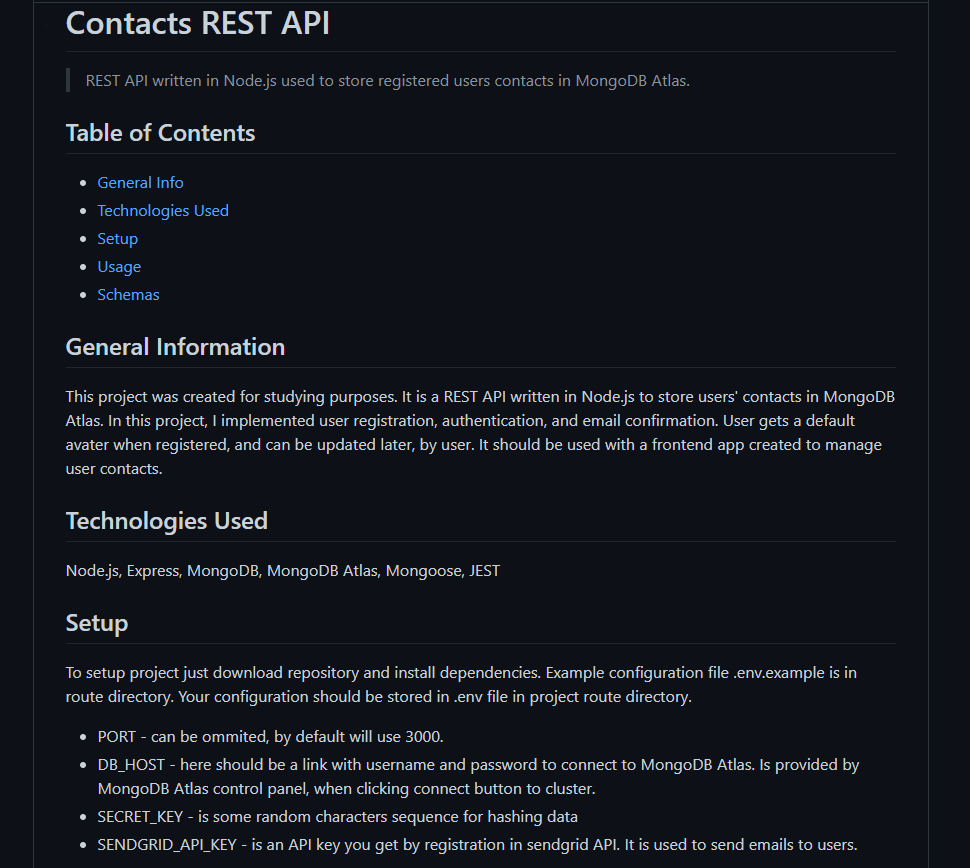 Contacts REST API
REST API written in Node.js used to store registered users contacts in MongoDB Atlas.
Table of Contents
General Info
Technologies Used
Setup
Usage
Schemas
General Information
This project was created for studying purposes. It is a REST API written in Node.js to store users' contacts in MongoDB
Atlas. In this project, I implemented user registration, authentication, and email confirmation. User gets a default
avater when registered, and can be updated later, by user. It should be used with a frontend app created to manage
user contacts.
Technologies Used
Node.js, Express, MongoDB, MongoDB Atlas, Mongoose, JEST
Setup
To setup project just download repository and install dependencies. Example configuration file .env.example is in
route directory. Your configuration should be stored in .env file in project route directory.
PORT - can be ommited, by default will use 3000.
DB_HOST - here should be a link with username and password to connect to MongoDB Atlas. Is provided by
MongoDB Atlas control panel, when clicking connect button to cluster.
SECRET_KEY - is some random characters sequence for hashing data
SENDGRID_API_KEY - is an API key you get by registration in sendgrid API. It is used to send emails to users.